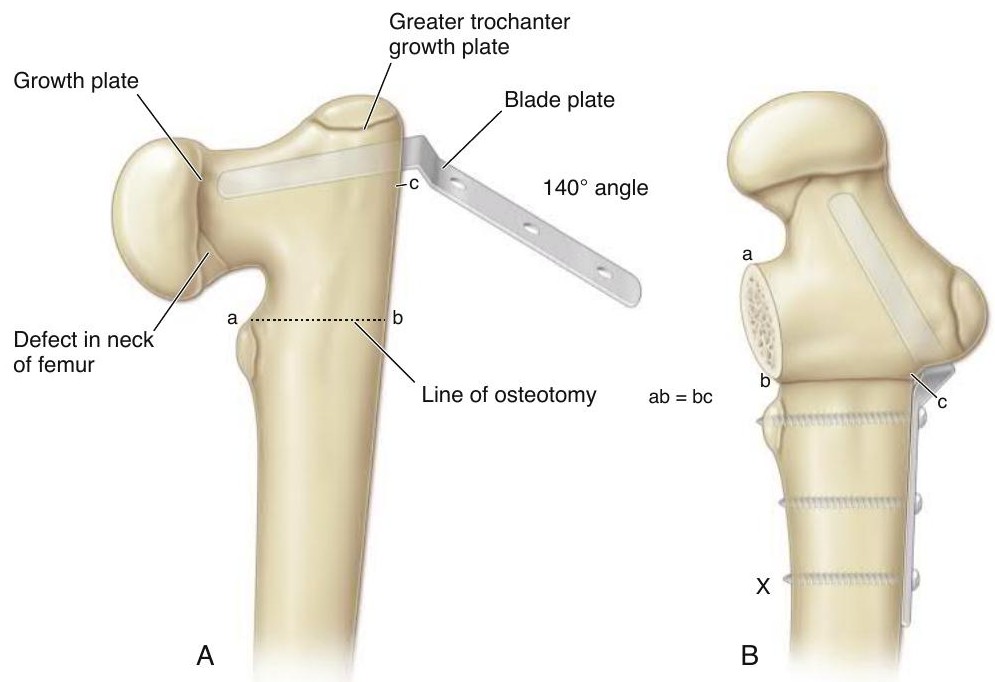 Greater trochanter
growth plate
Growth plate
Blade plate
c
140° angle
a
b
Defect in neck
of femur
Line of osteotomy
ab = bc
A
a
b
c
X
B